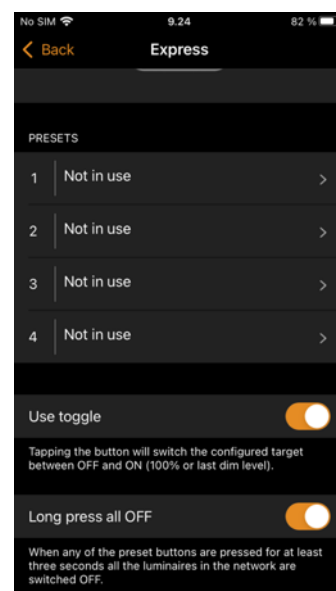 No SIM 9.24 82 %
Back Express
PRESETS
1 Not in use
2 Not in use
3 Not in use
4 Not in use
Use toggle
Tapping the button will switch the configured target
between OFF and ON (100% or last dim level).
Long press all OFF
When any of the preset buttons are pressed for at least
three seconds all the luminaires in the network are
switched OFF.